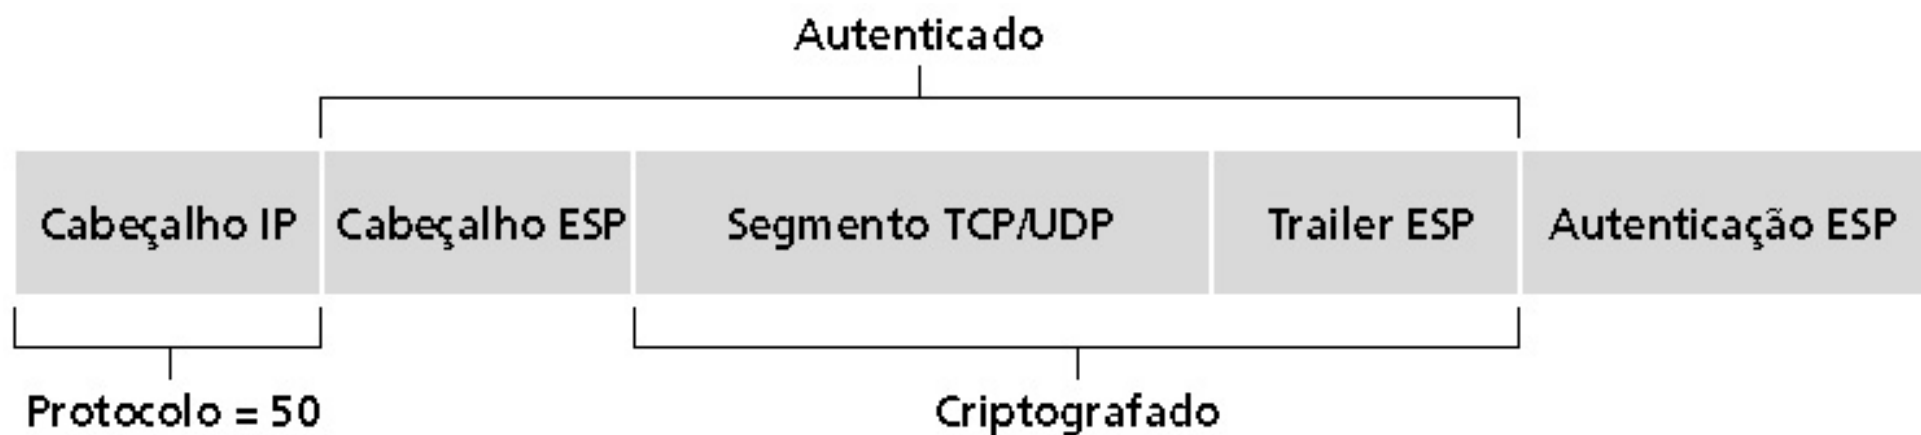 Autenticado
Cabeçalho IP
Cabeçalho ESP
Segmento TCP/UDP
Trailer ESP
Autenticação ESP
Protocolo = 50
Criptografado